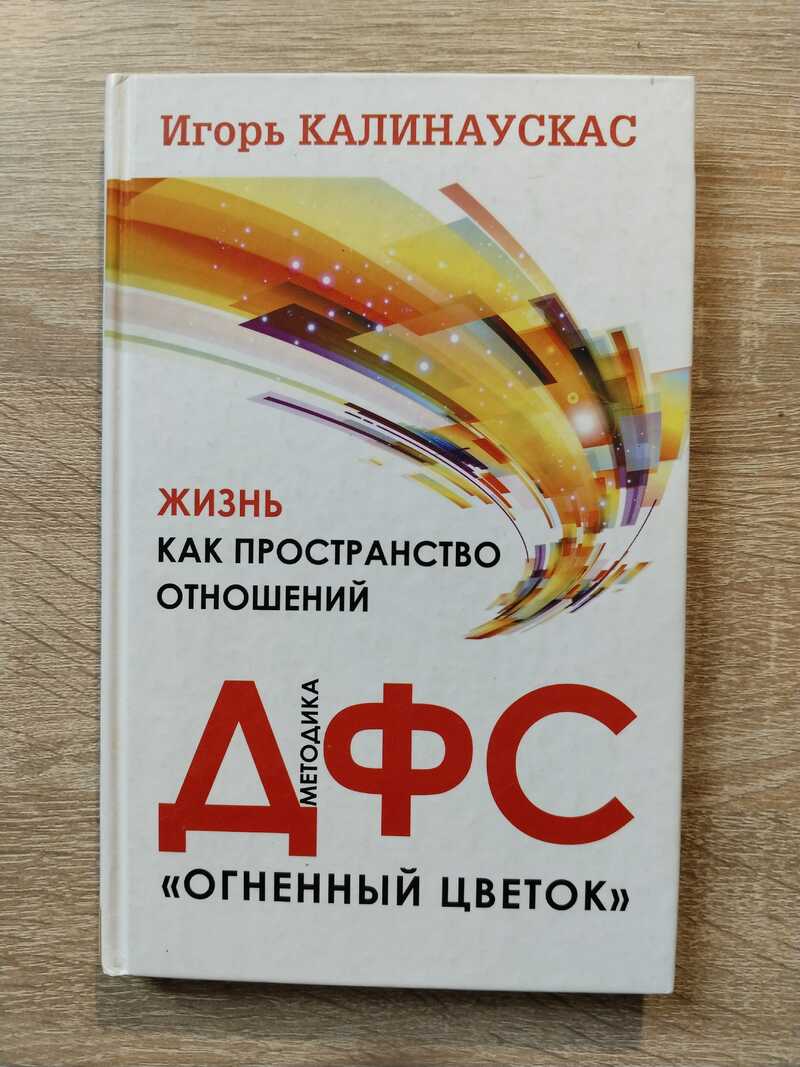 Игорь КАЛИНАУСКАС
ЖИЗНЬ
КАК ПРОСТРАНСТВО
ОТНОШЕНИЙ
МЕТОДИКА
ДФС
«ОГНЕННЫЙ ЦВЕТОК»